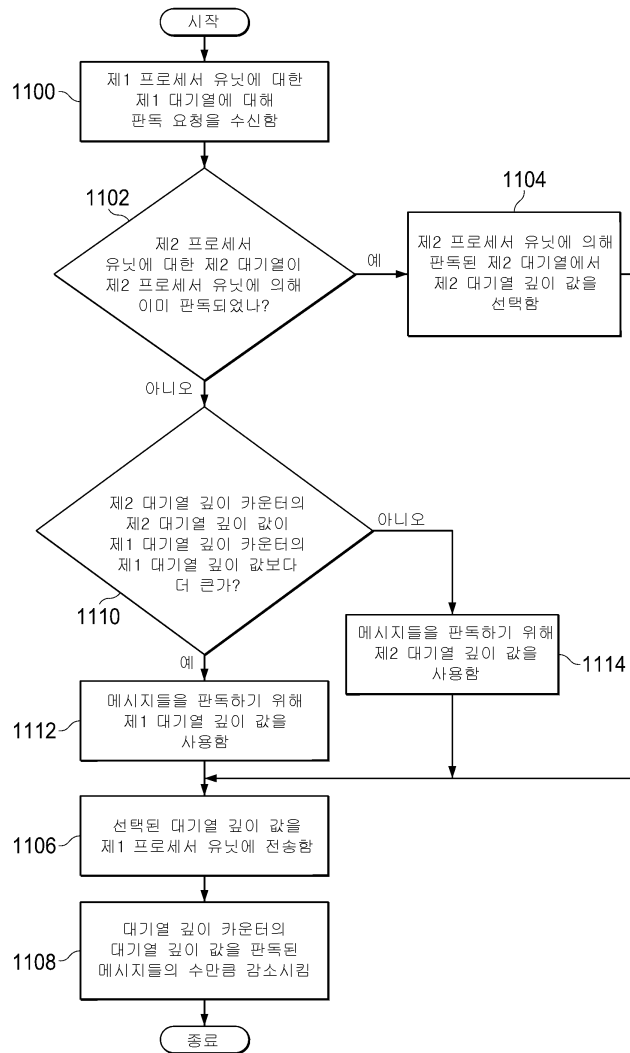 시작
1100
제1 프로세서 유닛에 대한
제1 대기열에 대해
판독 요청을 수신함
1102
제2 프로세서
유닛에 대한 제2 대기열이
제2 프로세서 유닛에 의해
이미 판독되었나?
예
1104
제2 프로세서 유닛에 의해
판독된 제2 대기열에서
제2 대기열 깊이 값을
선택함
아니오
제2 대기열 깊이 카운터의
제2 대기열 깊이 값이
제1 대기열 깊이 카운터의
제1 대기열 깊이 값보다
더 큰가?
1110
아니오
예
메시지들을 판독하기 위해
제2 대기열 깊이 값을
사용함
1114
메시지들을 판독하기 위해
제1 대기열 깊이 값을
사용함
1112
선택된 대기열 깊이 값을
제1 프로세서 유닛에 전송함
1106
대기열 깊이 카운터의
대기열 깊이 값을 판독된
메시지들의 수만큼 감소시킴
1108
종료